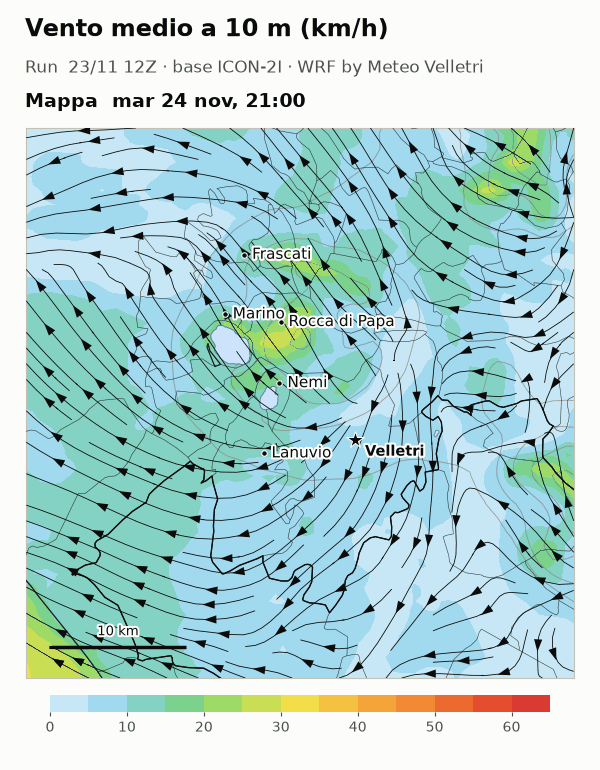 Vento medio a 10 m (km/h)
Run  23/11 12Z · base ICON-2I · WRF by Meteo Velletri
Mappa  mar 24 nov, 21:00
Frascati
Marino
Rocca di Papa
Nemi
Velletri
Lanuvio
10 km
0 10 20 30 40 50 60